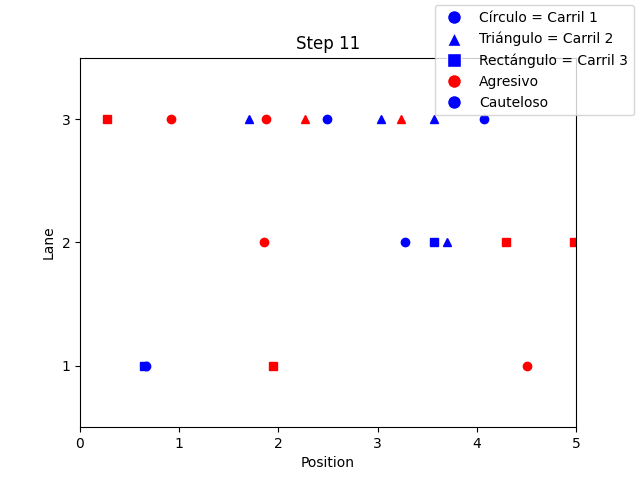 Step 11
Círculo = Carril 1
Triángulo = Carril 2
Rectángulo = Carril 3
Agresivo
Cauteloso
Lane
3
2
1
0 1 2 3 4 5
Position